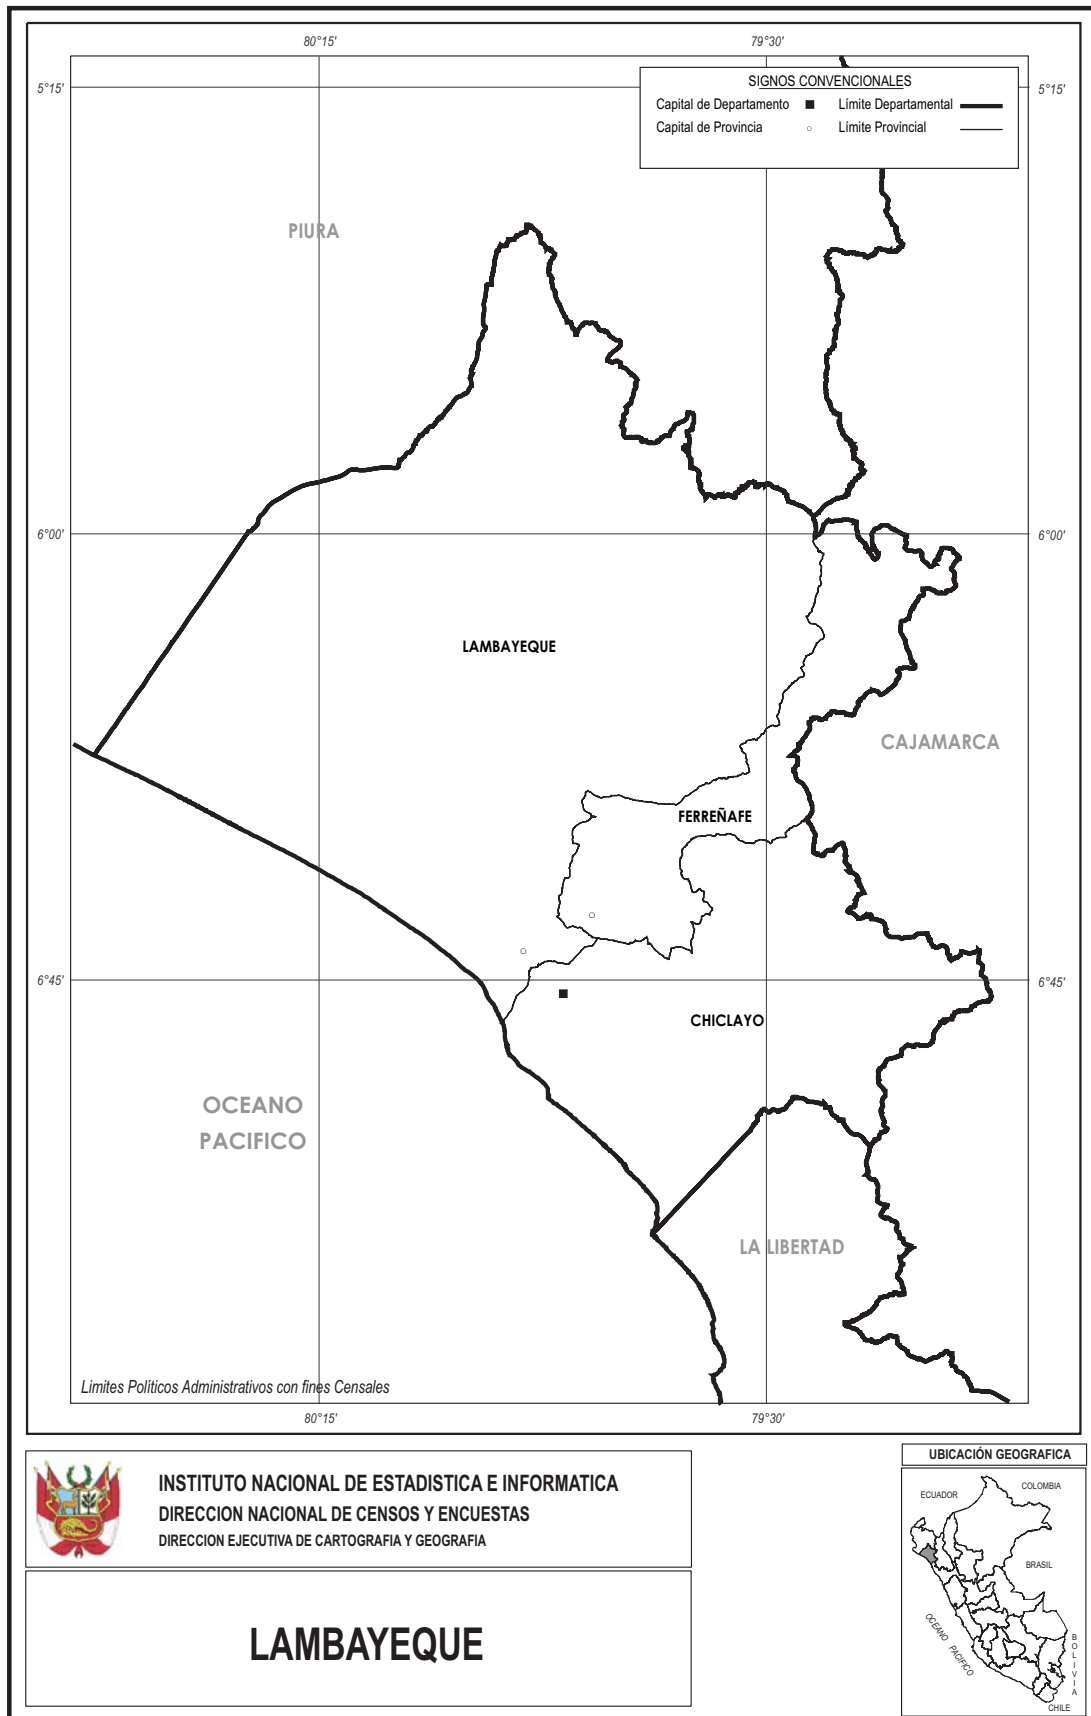 80°15'
79°30'
5°15'
5°15'
SIGNOS CONVENCIONALES
Capital de Departamento
Límite Departamental
Capital de Provincia
Límite Provincial
PIURA
6°00'
6°00'
LAMBAYEQUE
CAJAMARCA
FERREÑAFE
6°45'
6°45'
CHICLAYO
OCEANO
PACIFICO
LA LIBERTAD
Limites Políticos Administrativos con fines Censales
80°15'
79°30'
INSTITUTO NACIONAL DE ESTADISTICA E INFORMATICA
DIRECCION NACIONAL DE CENSOS Y ENCUESTAS
DIRECCION EJECUTIVA DE CARTOGRAFIA Y GEOGRAFIA
LAMBAYEQUE
UBICACIÓN GEOGRAFICA
ECUADOR
COLOMBIA
BRASIL
OCEANO PACIFICO
BOLIVIA
CHILE